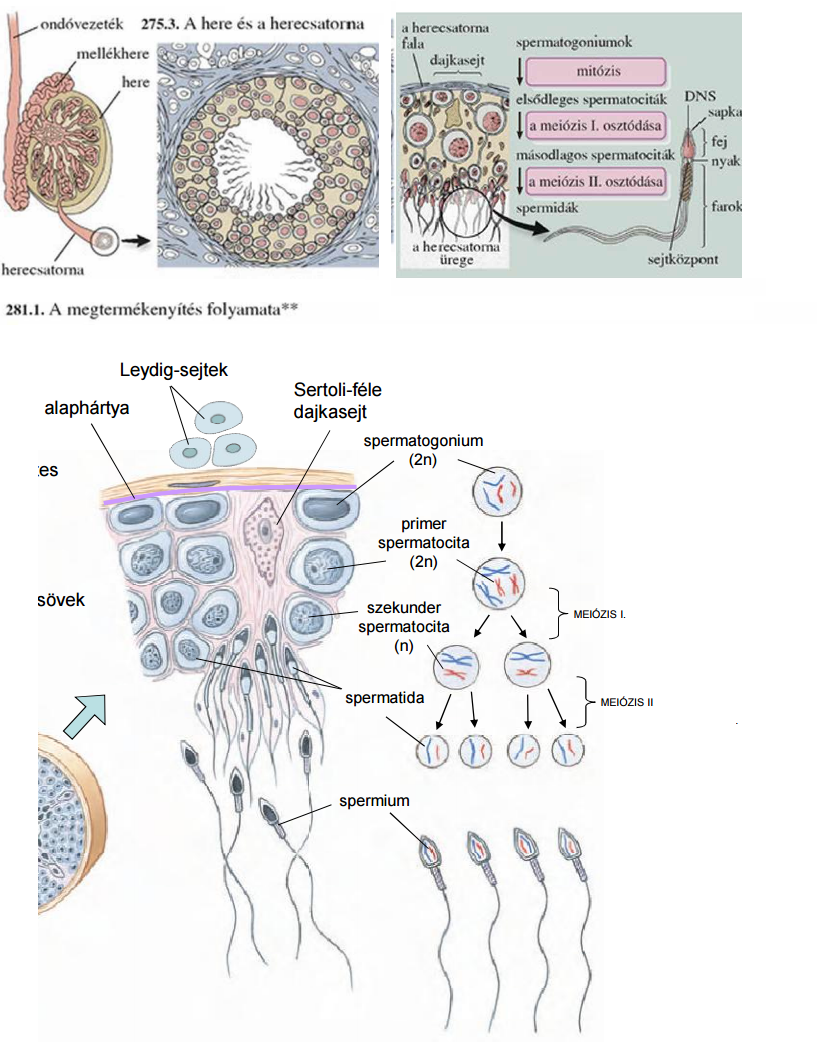 ondóvezeték
275.3. A here és a herecsatorna
mellékhere
here
herecsatorna
a herecsatorna
fala
dajkasejt
a herecsatorna
ürege
spermatogoniumok
mitózis
elsődleges spermatociták
a meiózis I. osztódása
másodlagos spermatociták
a meiózis II. osztódása
spermidák
DNS
sapka
fej
nyak
farok
sejtközpont
281.1. A megtermékenyítés folyamata**
Leydig-sejtek
alaphártya
Sertoli-féle
dajkasejt
spermatogonium
(2n)
primer
spermatocita
(2n)
szekunder
spermatocita
(n)
MEIÓZIS I.
MEIÓZIS II
spermatida
spermium
tes
sövek